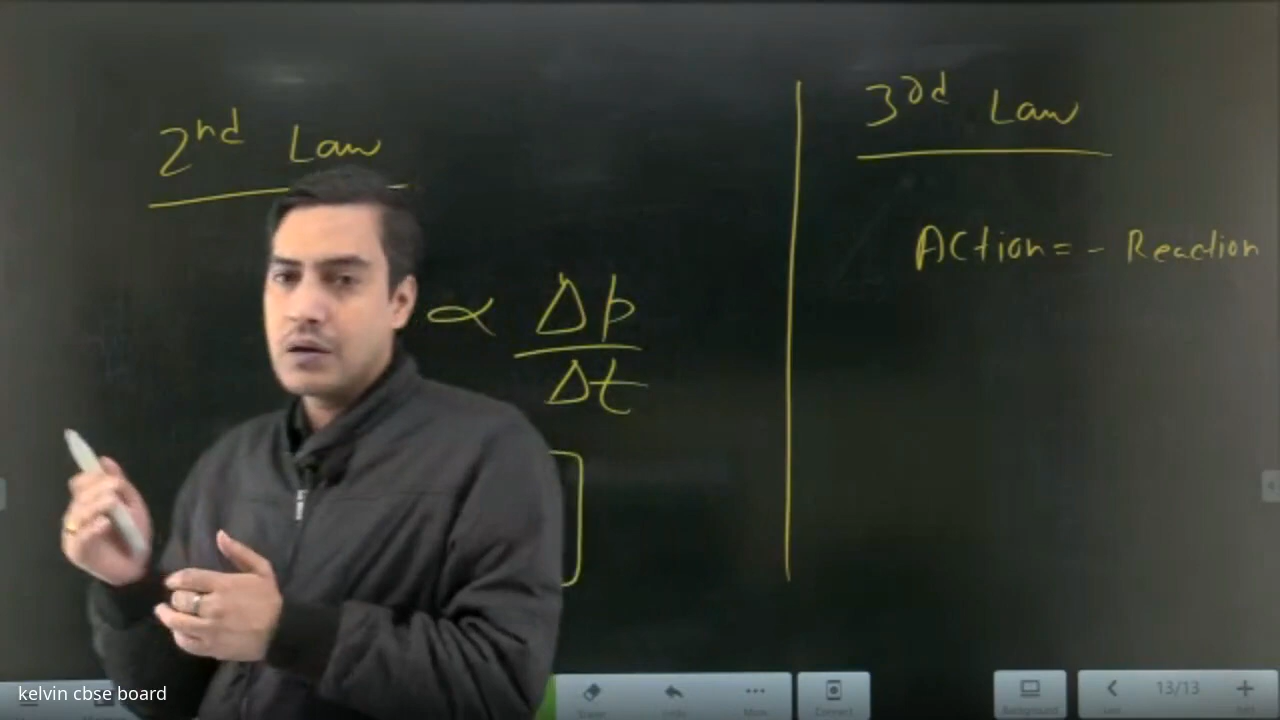 2nd Law
∝ Δp
Δt
3rd Law
Action = - Reaction
kelvin cbse board
13/13